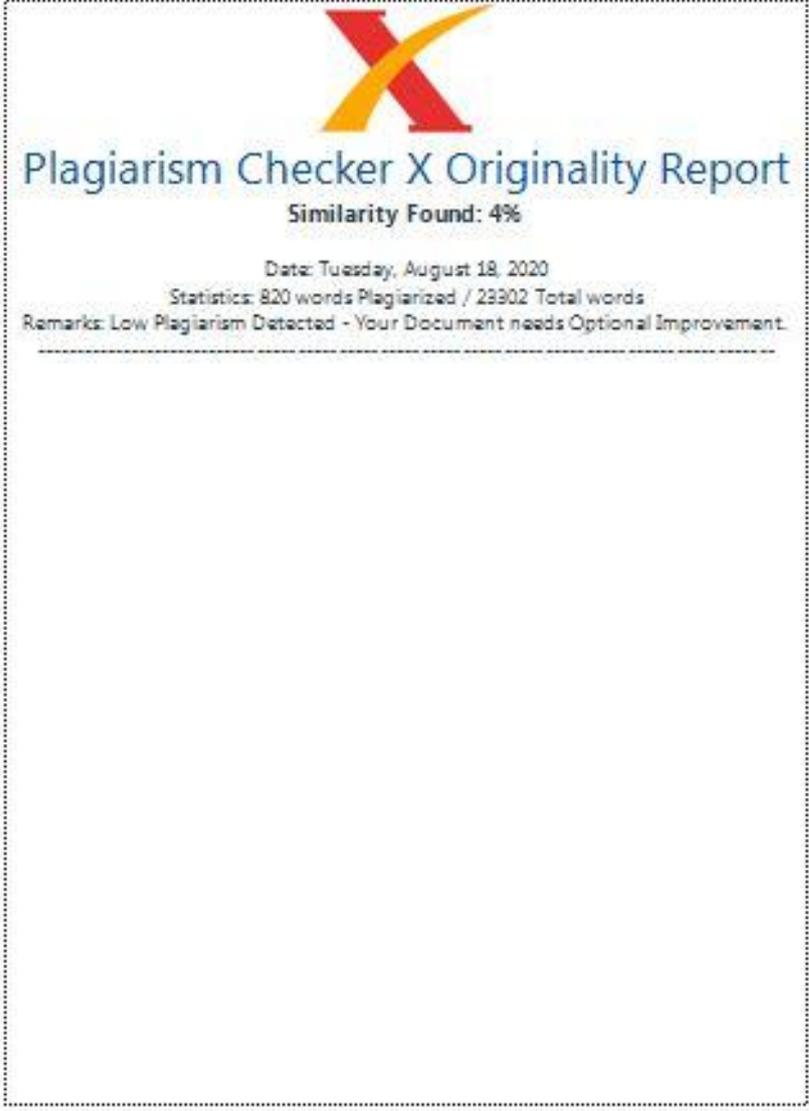 Plagiarism Checker X Originality Report
Similarity Found: 4%
Date: Tuesday, August 18, 2020
Statistics: 820 words Plagiarized / 23302 Total words
Remarks: Low Plagiarism Detected - Your Document needs Optional Improvement.